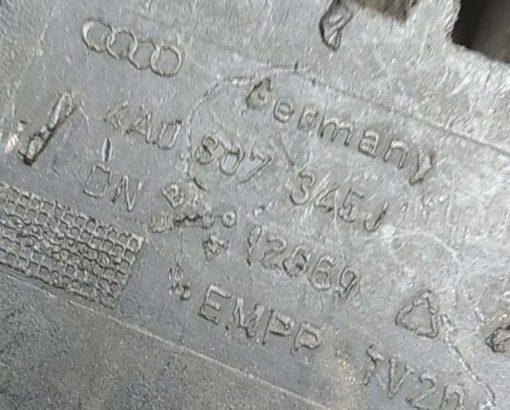 Germany
4A0 807 345J
DN 12869
EMPP TV20